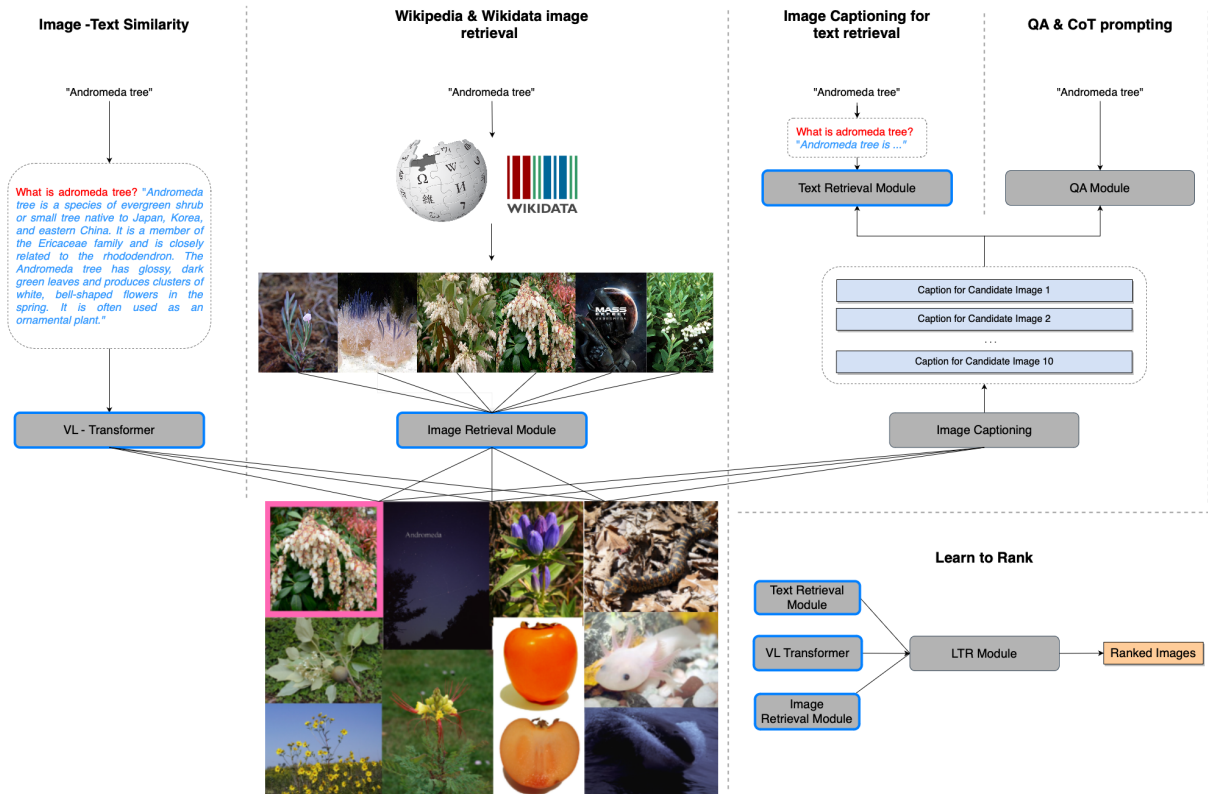 Image -Text Similarity
"Andromeda tree"
What is adromeda tree? "Andromeda
tree is a species of evergreen shrub
or small tree native to Japan, Korea,
and eastern China. It is a member of
the Ericaceae family and is closely
related to the rhododendron. The
Andromeda tree has glossy, dark
green leaves and produces clusters of
white, bell-shaped flowers in the
spring. It is often used as an
ornamental plant."
VL - Transformer
Wikipedia & Wikidata image
retrieval
"Andromeda tree"
Ω
W
И
維
WIKIDATA
MASS
EFFECT
ANDROMEDA
Image Retrieval Module
Andromeda
Image Captioning for
text retrieval
"Andromeda tree"
What is adromeda tree?
"Andromeda tree is ..."
Text Retrieval Module
QA & CoT prompting
"Andromeda tree"
QA Module
Caption for Candidate Image 1
Caption for Candidate Image 2
...
Caption for Candidate Image 10
Image Captioning
Learn to Rank
Text Retrieval
Module
VL Transformer
Image
Retrieval Module
LTR Module
Ranked Images